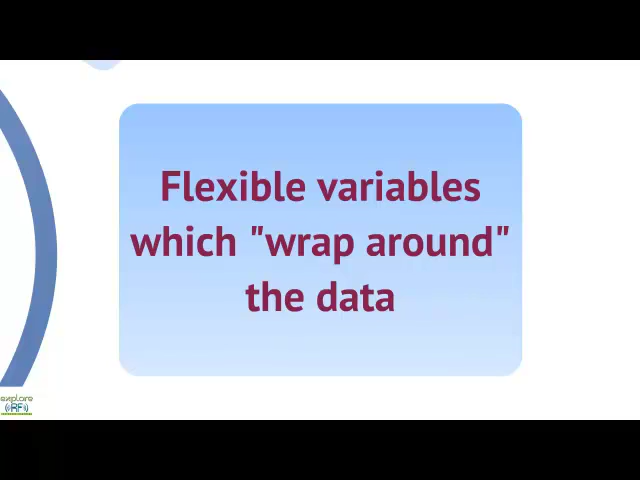 Flexible variables
which "wrap around"
the data
explore
RF